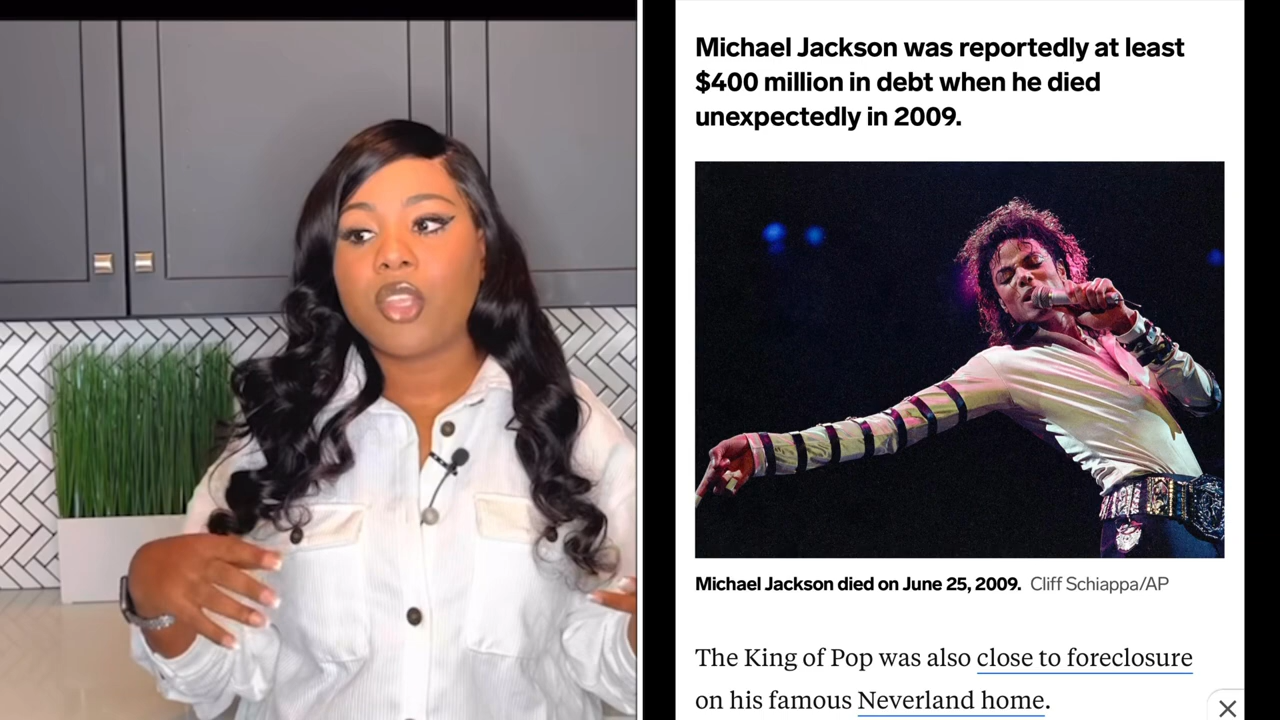 Michael Jackson was reportedly at least
$400 million in debt when he died
unexpectedly in 2009.
Michael Jackson died on June 25, 2009. Cliff Schiappa/AP
The King of Pop was also close to foreclosure
on his famous Neverland home.